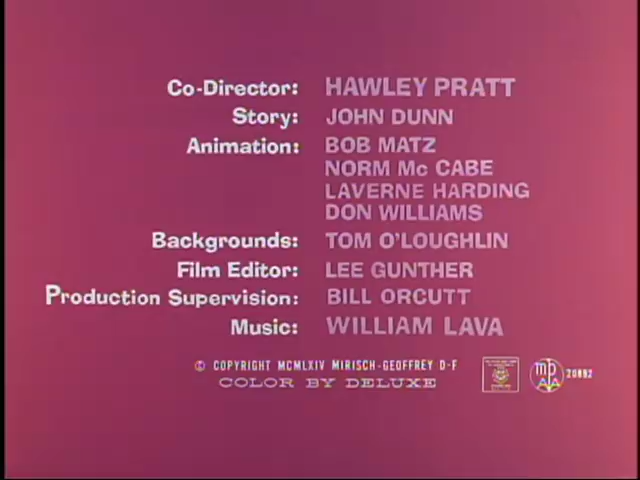 Co-Director: HAWLEY PRATT
Story: JOHN DUNN
Animation: BOB MATZ
NORM Mc CABE
LAVERNE HARDING
DON WILLIAMS
Backgrounds: TOM O'LOUGHLIN
Film Editor: LEE GUNTHER
Production Supervision: BILL ORCUTT
Music: WILLIAM LAVA
© COPYRIGHT MCMLXIV MIRISCH-GEOFFREY D-F
COLOR BY DELUXE
mp
AA
20892